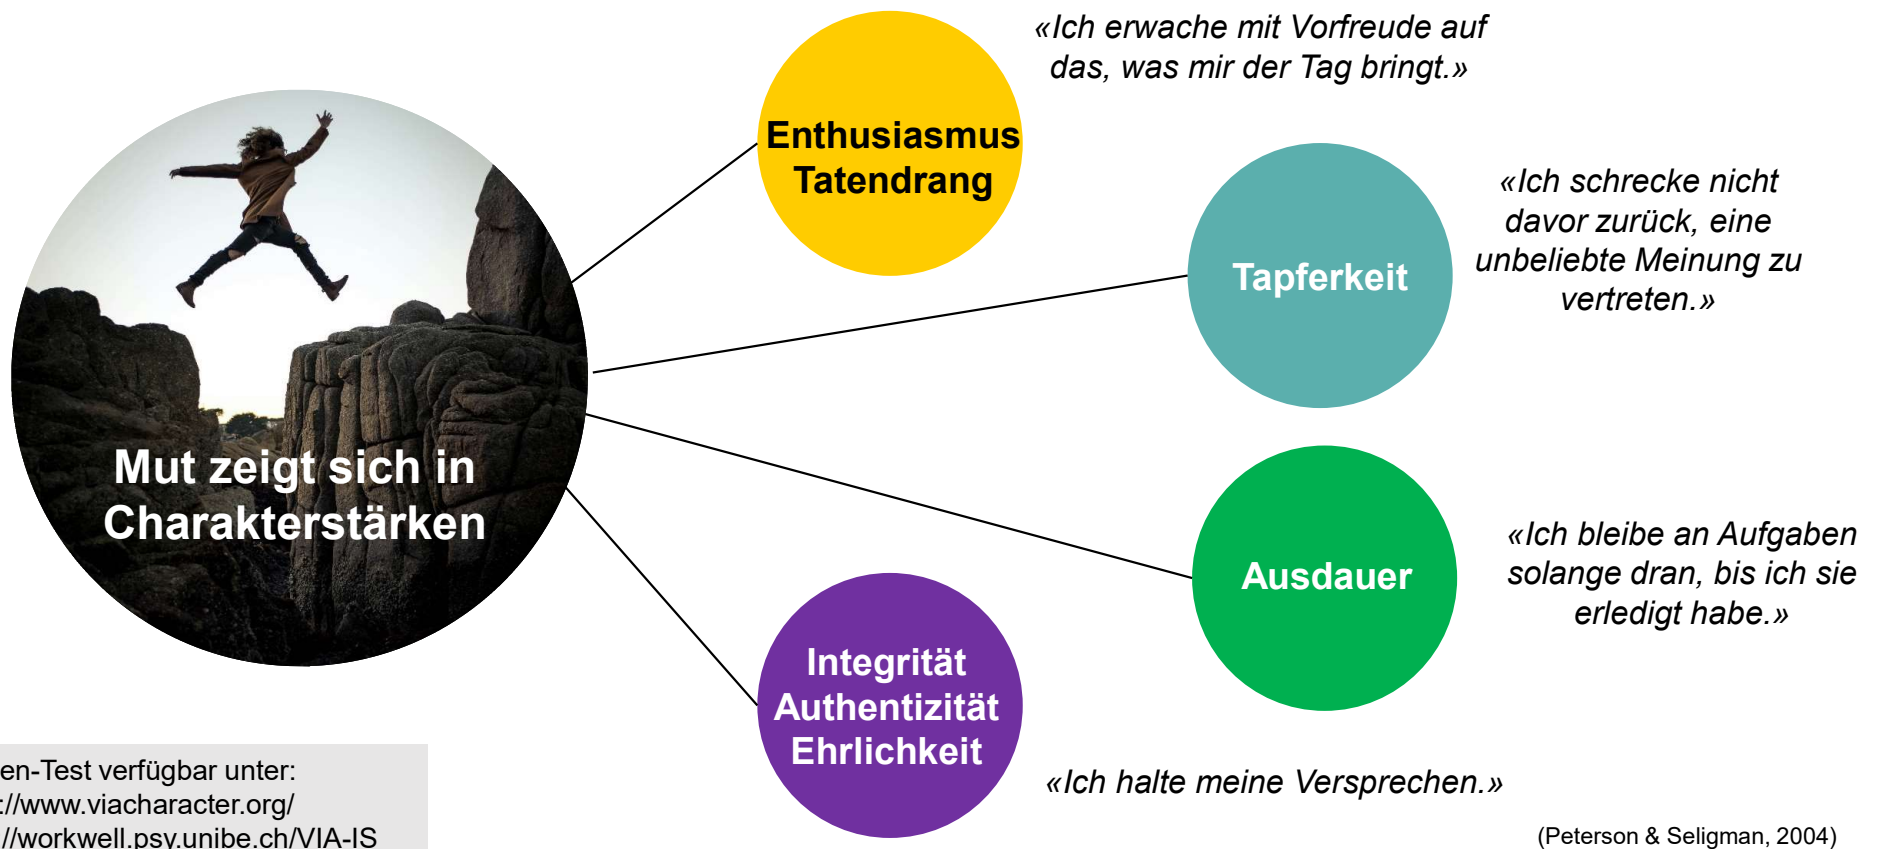 «Ich erwache mit Vorfreude auf
das, was mir der Tag bringt.»
Enthusiasmus
Tatendrang
«Ich schrecke nicht
davor zurück, eine
unbeliebte Meinung zu
vertreten.»
Tapferkeit
Mut zeigt sich in
Charakterstärken
«Ich bleibe an Aufgaben
solange dran, bis ich sie
erledigt habe.»
Ausdauer
Integrität
Authentizität
Ehrlichkeit
«Ich halte meine Versprechen.»
en-Test verfügbar unter:
://www.viacharacter.org/
//workwell.psy.unibe.ch/VIA-IS
(Peterson & Seligman, 2004)